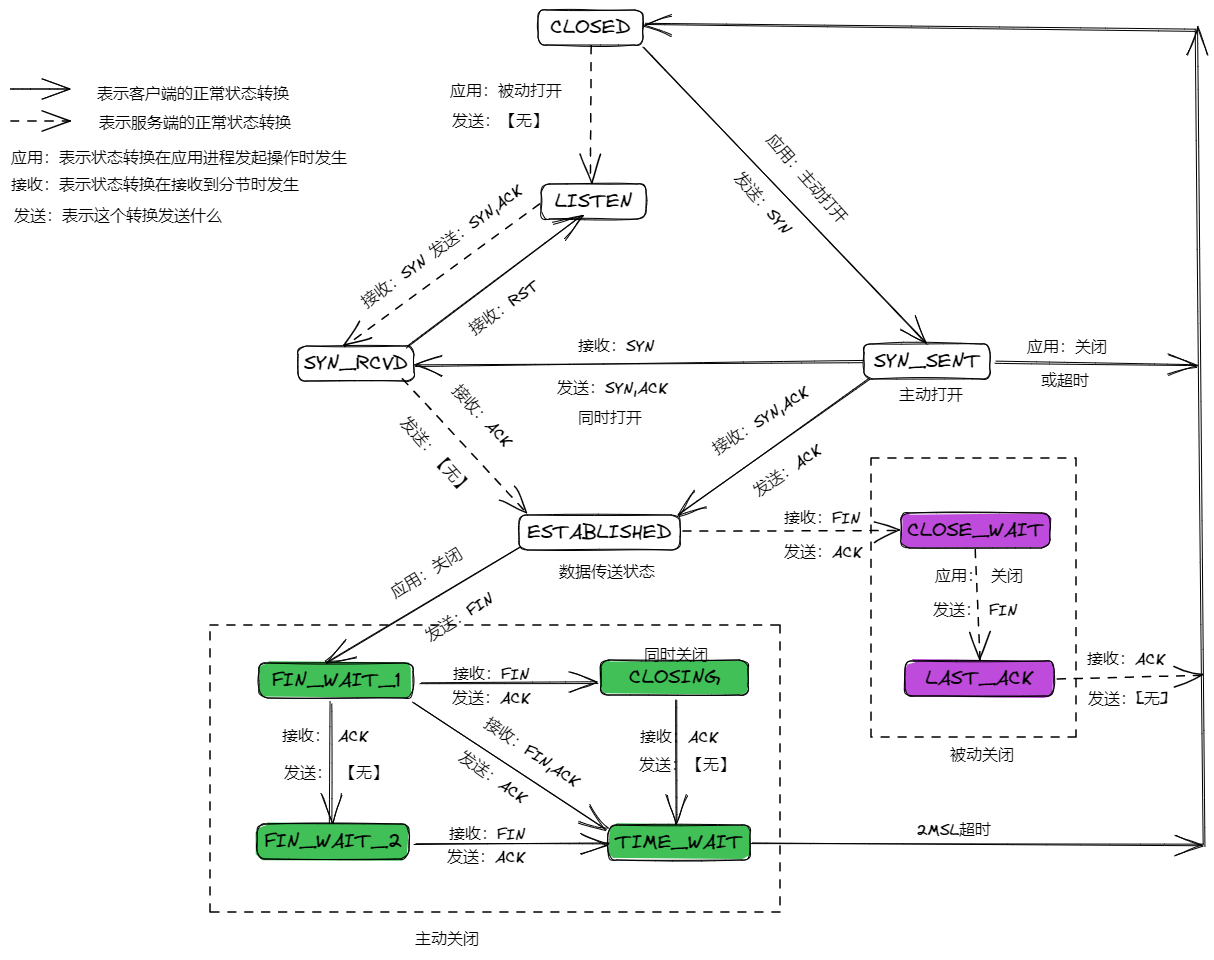 CLOSED
表示客户端的正常状态转换
表示服务端的正常状态转换
应用：表示状态转换在应用进程发起操作时发生
接收：表示状态转换在接收到分节时发生
发送：表示这个转换发送什么
应用：被动打开
发送：【无】
应用：主动打开
发送：SYN
LISTEN
接收：SYN 发送：SYN,ACK
接收：RST
SYN_RCVD
接收：SYN
发送：SYN,ACK
同时打开
SYN_SENT
主动打开
应用：关闭
或超时
接收：ACK
发送：【无】
接收：SYN,ACK
发送：ACK
ESTABLISHED
数据传送状态
接收：FIN
发送：ACK
CLOSE_WAIT
应用： 关闭
发送： FIN
LAST_ACK
接收：ACK
发送：[无]
被动关闭
应用：关闭
发送：FIN
FIN_WAIT_1
接收：FIN
发送：ACK
同时关闭
CLOSING
接收： ACK
发送： 【无】
接收：FIN,ACK
发送：ACK
接收 ACK
发送： 【无】
FIN_WAIT_2
接收：FIN
发送：ACK
TIME_WAIT
2MSL超时
主动关闭